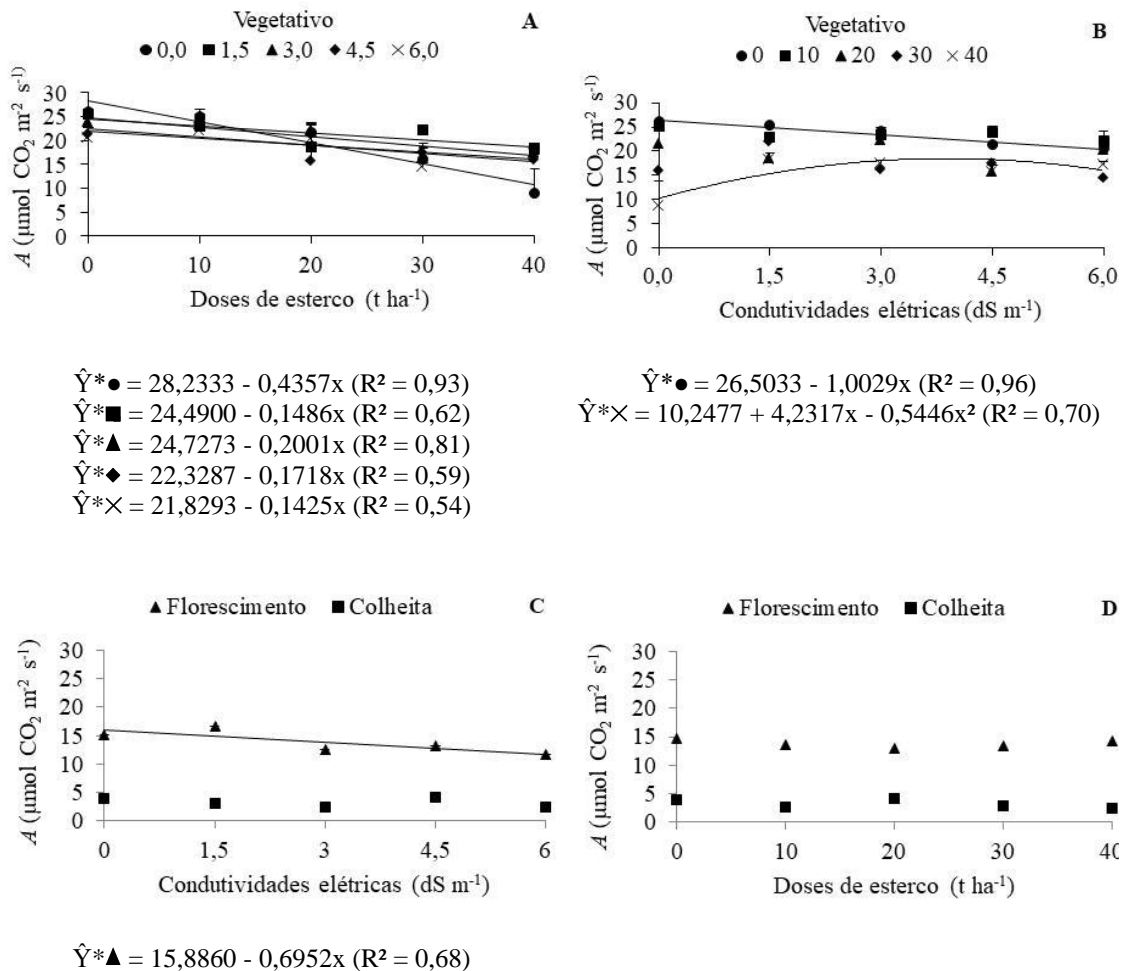 Vegetativo A
● 0,0 ■ 1,5 ▲ 3,0 ◆ 4,5 × 6,0
A (µmol CO₂ m⁻² s⁻¹)
30
25
20
15
10
5
0
0 10 20 30 40
Doses de esterco (t ha⁻¹)
Ŷ*● = 28,2333 - 0,4357x (R² = 0,93)
Ŷ*■ = 24,4900 - 0,1486x (R² = 0,62)
Ŷ*▲ = 24,7273 - 0,2001x (R² = 0,81)
Ŷ*◆ = 22,3287 - 0,1718x (R² = 0,59)
Ŷ*× = 21,8293 - 0,1425x (R² = 0,54)
Vegetativo B
● 0 ■ 10 ▲ 20 ◆ 30 × 40
A (µmol CO₂ m⁻² s⁻¹)
30
25
20
15
10
5
0
0,0 1,5 3,0 4,5 6,0
Condutividades elétricas (dS m⁻¹)
Ŷ*● = 26,5033 - 1,0029x (R² = 0,96)
Ŷ*× = 10,2477 + 4,2317x - 0,5446x² (R² = 0,70)
▲ Florescimento ■ Colheita C
A (µmol CO₂ m⁻² s⁻¹)
30
25
20
15
10
5
0
0 1,5 3 4,5 6
Condutividades elétricas (dS m⁻¹)
Ŷ*▲ = 15,8860 - 0,6952x (R² = 0,68)
▲ Florescimento ■ Colheita D
A (µmol CO₂ m⁻² s⁻¹)
30
25
20
15
10
5
0
0 10 20 30 40
Doses de esterco (t ha⁻¹)